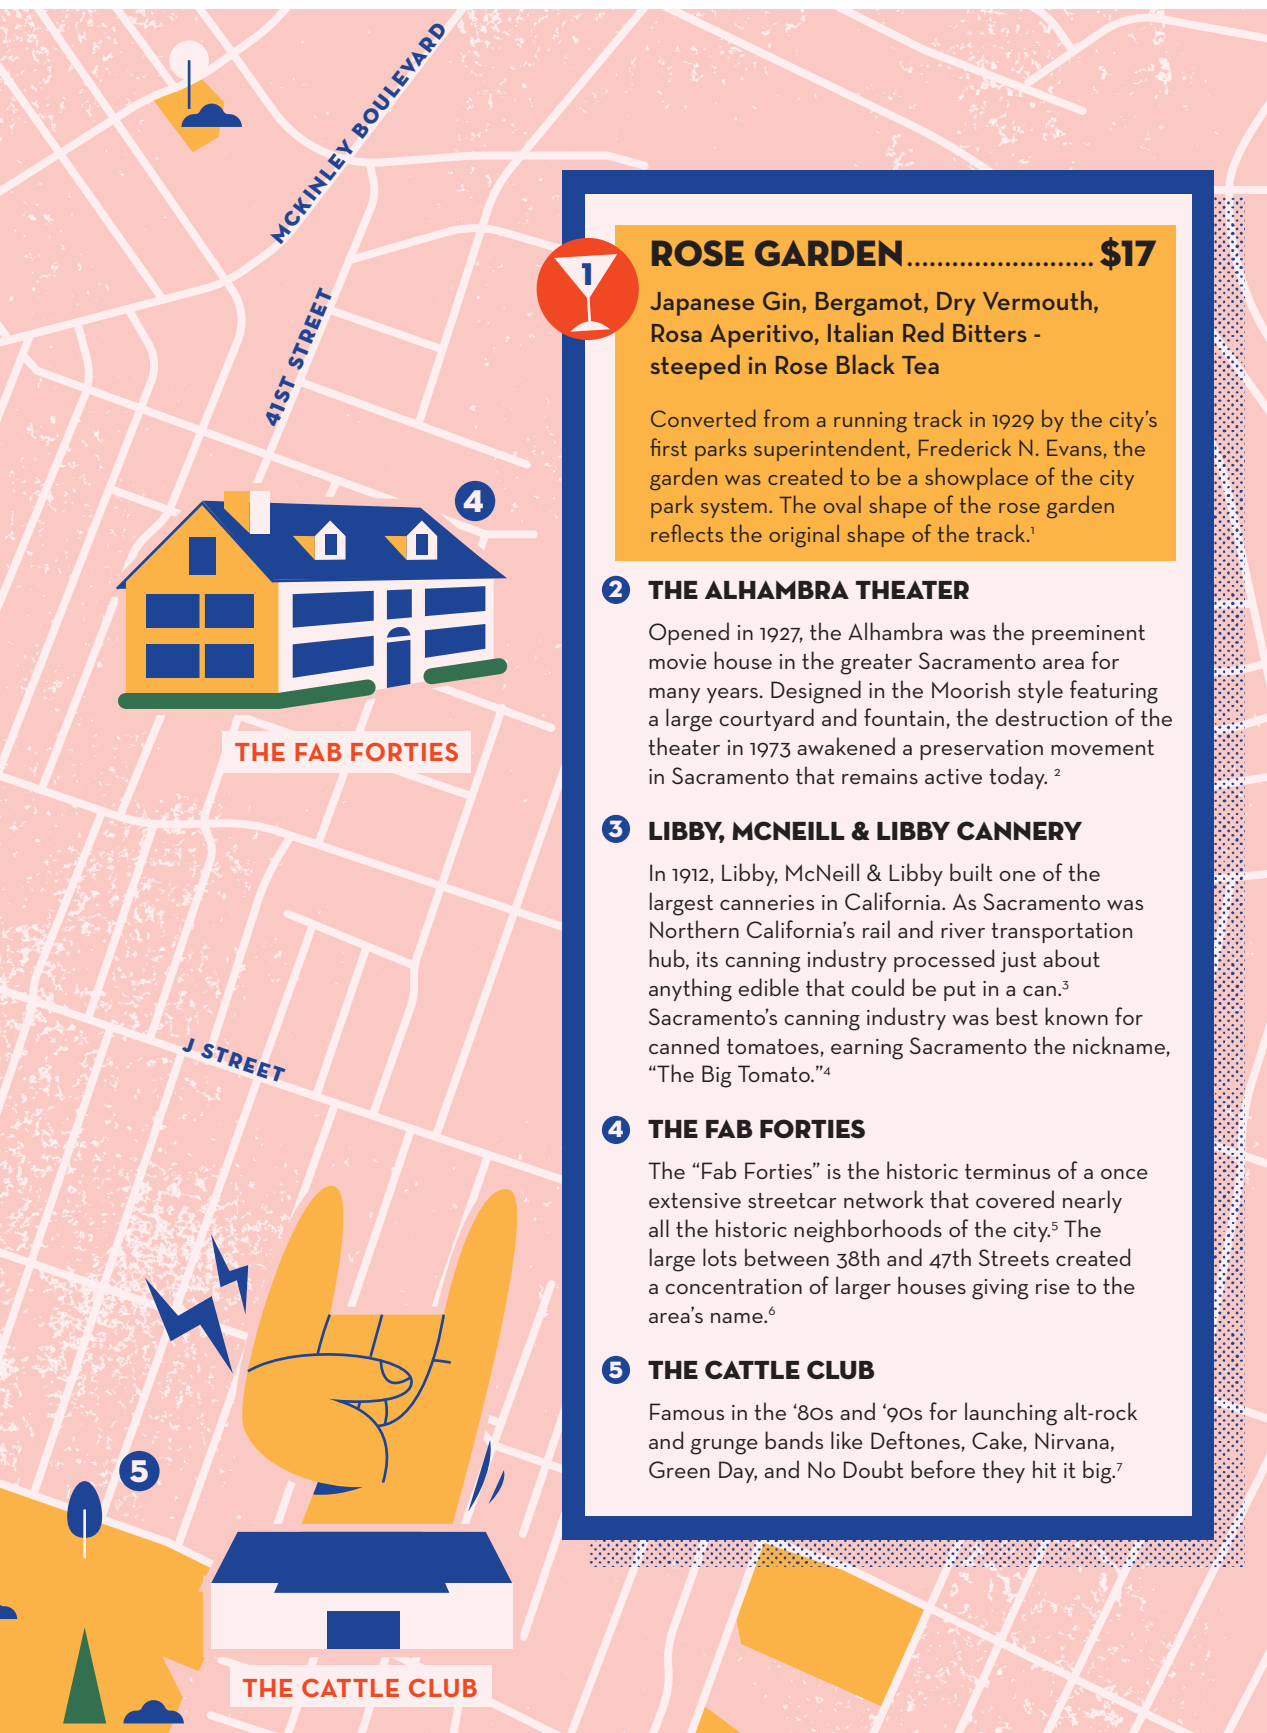 MCKINLEY BOULEVARD
41ST STREET
4
THE FAB FORTIES
J STREET
5
THE CATTLE CLUB
1
ROSE GARDEN......................... $17
Japanese Gin, Bergamot, Dry Vermouth,
Rosa Aperitivo, Italian Red Bitters -
steeped in Rose Black Tea
Converted from a running track in 1929 by the city’s
first parks superintendent, Frederick N. Evans, the
garden was created to be a showplace of the city
park system. The oval shape of the rose garden
reflects the original shape of the track.¹
2 THE ALHAMBRA THEATER
Opened in 1927, the Alhambra was the preeminent
movie house in the greater Sacramento area for
many years. Designed in the Moorish style featuring
a large courtyard and fountain, the destruction of the
theater in 1973 awakened a preservation movement
in Sacramento that remains active today. ²
3 LIBBY, MCNEILL & LIBBY CANNERY
In 1912, Libby, McNeill & Libby built one of the
largest canneries in California. As Sacramento was
Northern California’s rail and river transportation
hub, its canning industry processed just about
anything edible that could be put in a can.³
Sacramento’s canning industry was best known for
canned tomatoes, earning Sacramento the nickname,
“The Big Tomato.”⁴
4 THE FAB FORTIES
The “Fab Forties” is the historic terminus of a once
extensive streetcar network that covered nearly
all the historic neighborhoods of the city.⁵ The
large lots between 38th and 47th Streets created
a concentration of larger houses giving rise to the
area’s name.⁶
5 THE CATTLE CLUB
Famous in the ‘80s and ‘90s for launching alt-rock
and grunge bands like Deftones, Cake, Nirvana,
Green Day, and No Doubt before they hit it big.⁷